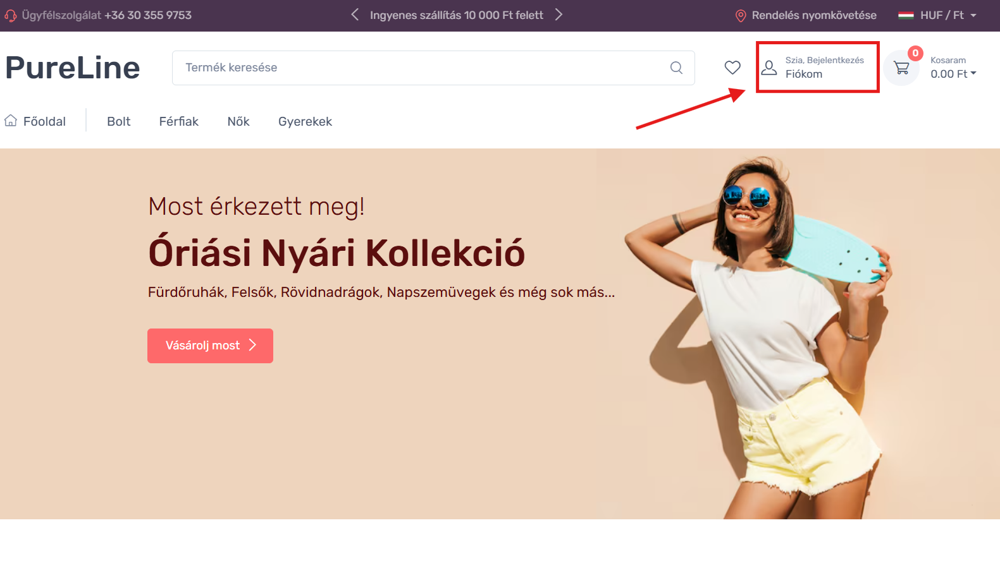 Ügyfélszolgálat +36 30 355 9753
Ingyenes szállítás 10 000 Ft felett
Rendelés nyomkövetése
HUF / Ft
PureLine
Termék keresése
Szia, Bejelentkezés
Fiókom
0
Kosaram
0.00 Ft
Főoldal
Bolt
Férfiak
Nők
Gyerekek
Most érkezett meg!
Óriási Nyári Kollekció
Fürdőruhák, Felsők, Rövidnadrágok, Napszemüvegek és még sok más...
Vásárolj most